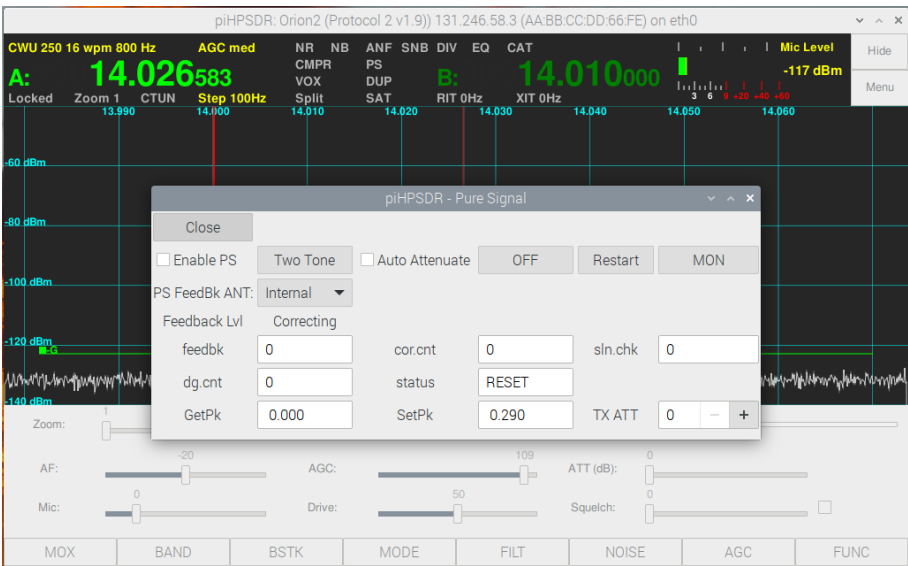 piHPSDR: Orion2 (Protocol 2 v1.9)) 131.246.58.3 (AA:BB:CC:DD:66:FE) on eth0
CWU 250 16 wpm 800 Hz AGC med NR NB ANF SNB DIV EQ CAT Mic Level Hide
CMPR PS
A: 14.026583 VOX DUP B: 14.010000 -117 dBm
Locked Zoom 1 CTUN Step 100Hz Split SAT RIT 0Hz XIT 0Hz 3 6 9 +20 +40 +60 Menu
13.990 14.000 14.010 14.020 14.030 14.040 14.050 14.060
-60 dBm
piHPSDR - Pure Signal
-80 dBm
Close
Enable PS Two Tone Auto Attenuate OFF Restart MON
-100 dBm
PS FeedBk ANT: Internal
Feedback Lvl Correcting
-120 dBm
-G
feedbk 0 cor.cnt 0 sln.chk 0
dg.cnt 0 status RESET
-140 dBm
GetPk 0.000 SetPk 0.290 TX ATT 0 − +
1
Zoom:
-20 109 0
AF: AGC: ATT (dB):
0 50 0
Mic: Drive: Squelch:
MOX BAND BSTK MODE FILT NOISE AGC FUNC